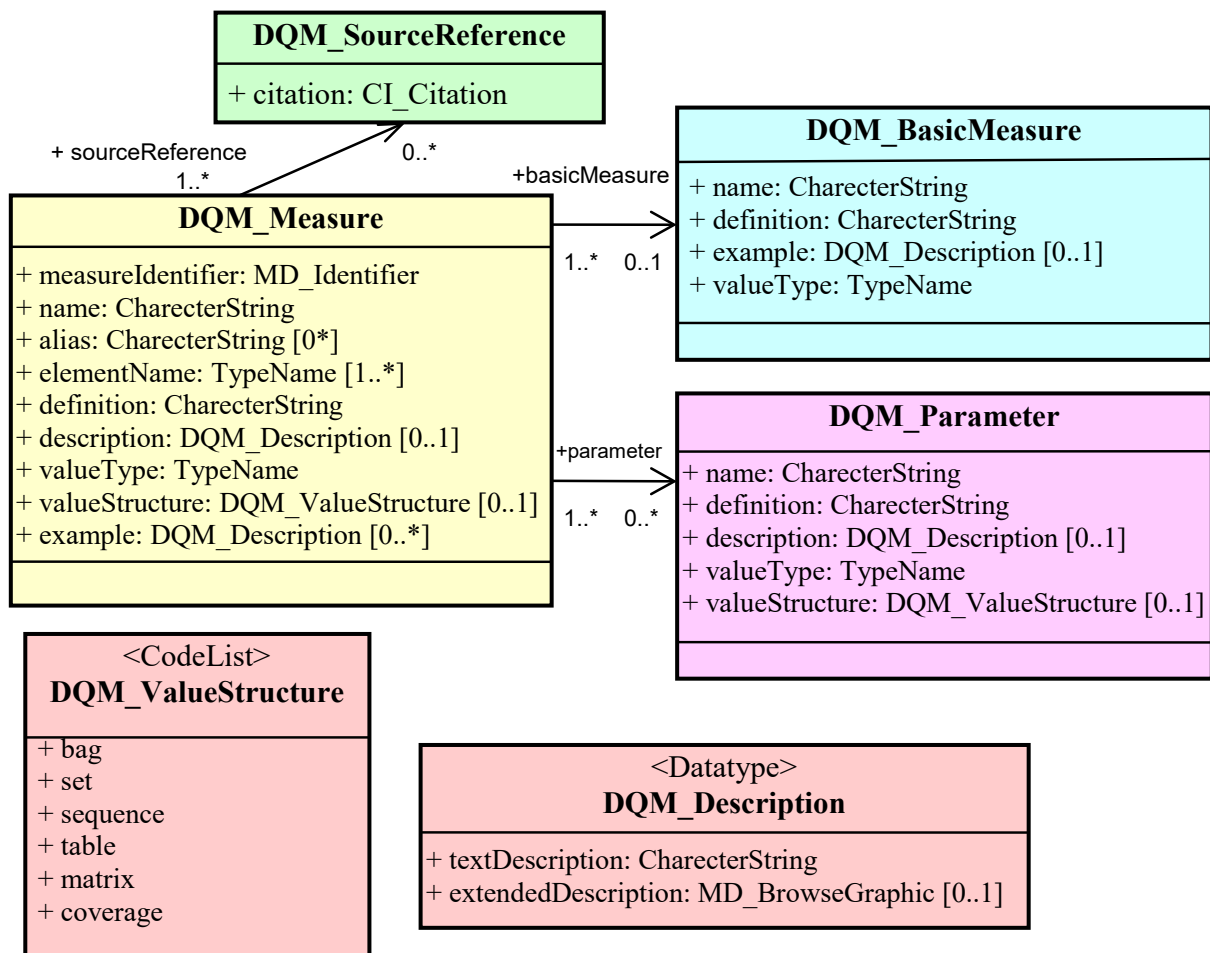 DQM_SourceReference
+ citation: CI_Citation
+ sourceReference
1..*
0..*
DQM_Measure
+ measureIdentifier: MD_Identifier
+ name: CharecterString
+ alias: CharecterString [0*]
+ elementName: TypeName [1..*]
+ definition: CharecterString
+ description: DQM_Description [0..1]
+ valueType: TypeName
+ valueStructure: DQM_ValueStructure [0..1]
+ example: DQM_Description [0..*]
+basicMeasure
1..*
0..1
DQM_BasicMeasure
+ name: CharecterString
+ definition: CharecterString
+ example: DQM_Description [0..1]
+ valueType: TypeName
+parameter
1..*
0..*
DQM_Parameter
+ name: CharecterString
+ definition: CharecterString
+ description: DQM_Description [0..1]
+ valueType: TypeName
+ valueStructure: DQM_ValueStructure [0..1]
<CodeList>
DQM_ValueStructure
+ bag
+ set
+ sequence
+ table
+ matrix
+ coverage
<Datatype>
DQM_Description
+ textDescription: CharecterString
+ extendedDescription: MD_BrowseGraphic [0..1]